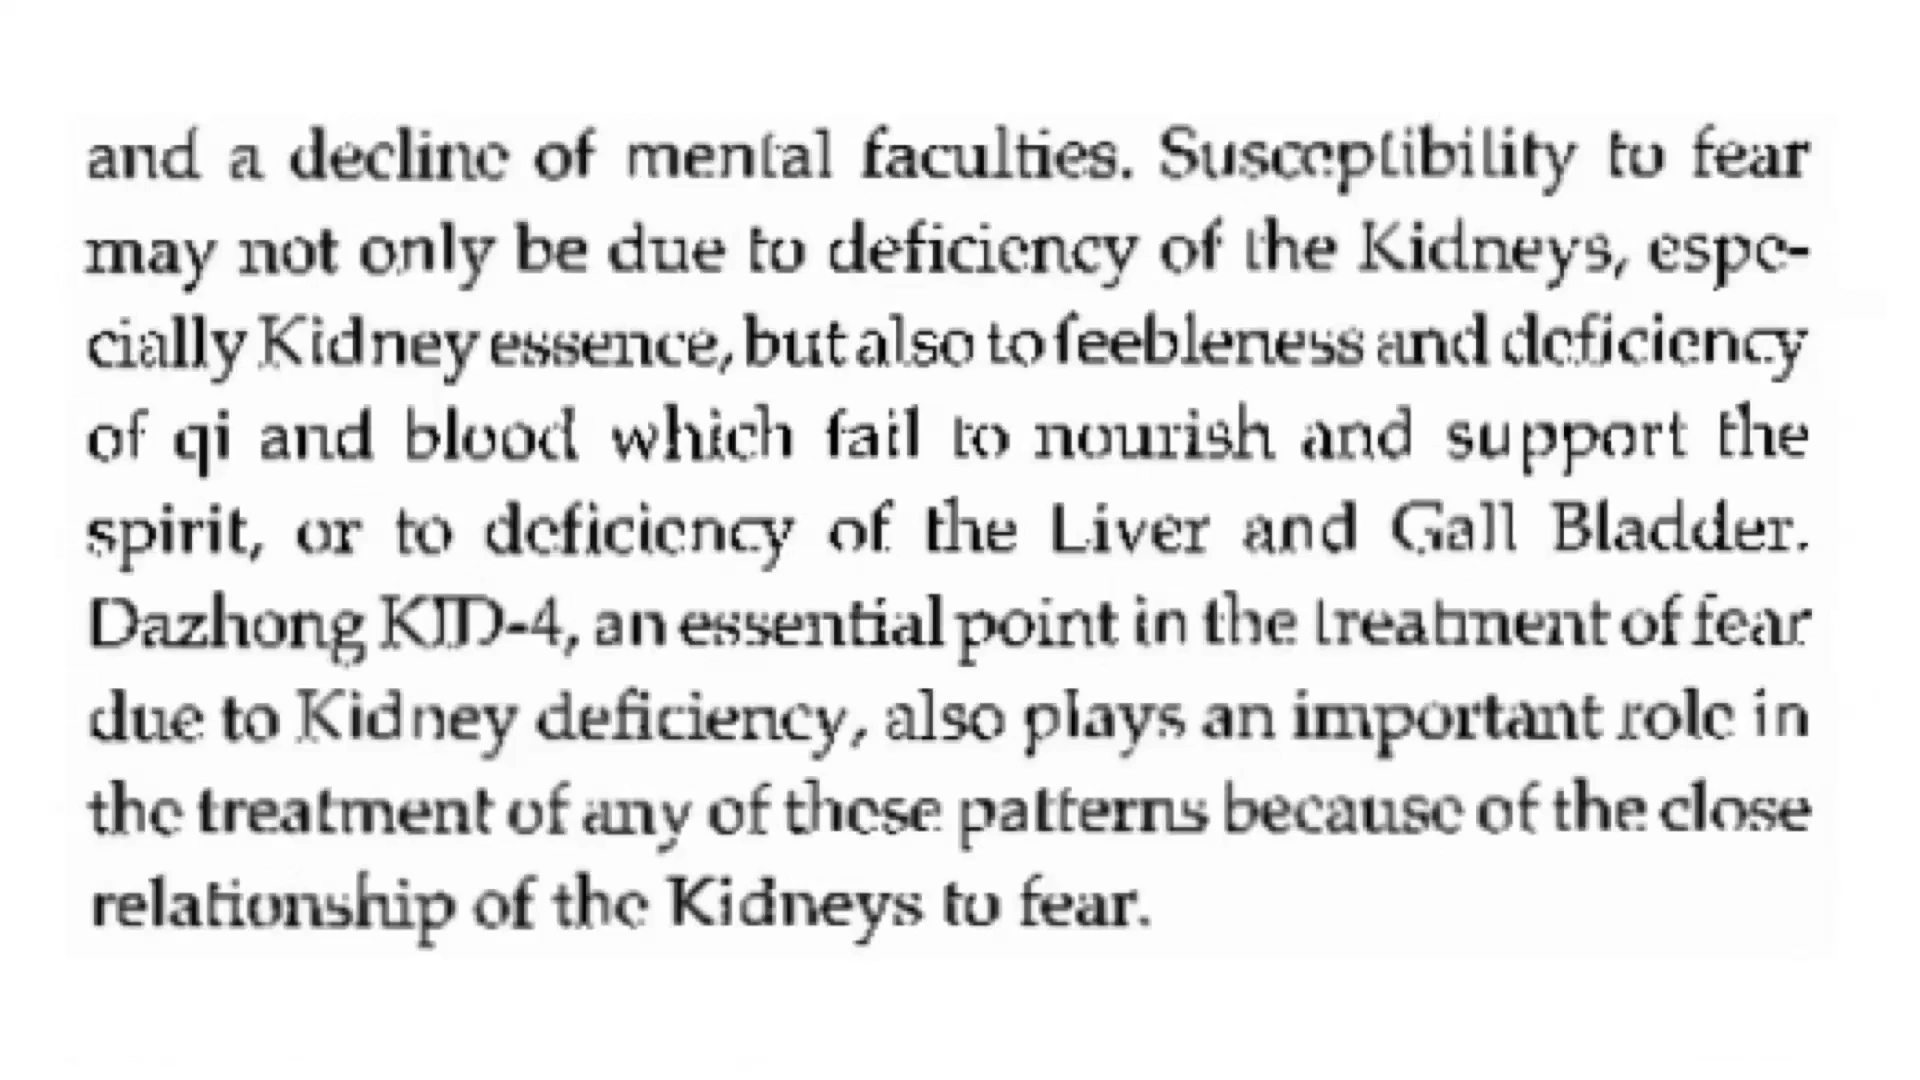 and a decline of mental faculties. Susceptibility to fear
may not only be due to deficiency of the Kidneys, espe-
cially Kidney essence, but also to feebleness and deficiency
of qi and blood which fail to nourish and support the
spirit, or to deficiency of the Liver and Gall Bladder.
Dazhong KID-4, an essential point in the treatment of fear
due to Kidney deficiency, also plays an important role in
the treatment of any of these patterns because of the close
relationship of the Kidneys to fear.